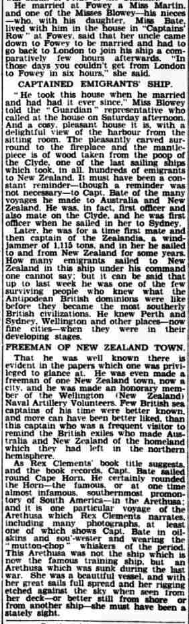 He married at Fowey a Miss Martin,
and one of the Misses Blowey—his nieces
—who, with his daughter, Miss Bate,
lived with him in the house in "Captains'
Row" at Fowey, said that her uncle came
down to Fowey to be married and had to
go back to London to join his ship a com-
paratively few hours afterwards. "In
those days you couldn't get from London
to Fowey in six hours," she said.
CAPTAINED EMIGRANTS' SHIP.
"He took this house when he married
and had had it ever since," Miss Blowey
told the "Guardian" representative who
called at the house on Saturday afternoon.
And a cosy, pleasant house it is, with a
delightful view of the harbour from the
sitting room. The pleasantly carved sur-
round to the fireplace and the mantle-
piece is of wood taken from the poop of
the Clyde, one of the last sailing ships
which took, in all, hundreds of emigrants
to New Zealand. It must have been a con-
stant reminder—though a reminder was
not necessary—to Capt. Bate of the many
voyages he made to Australia and New
Zealand. He was, in fact, first officer and
also mate on the Clyde, and he was first
officer when he sailed in her to Sydney.
Later, he was for a time first mate and
then captain of the Zealandia, a wind-
jammer of 1,115 tons, and in her he sailed
to and from New Zealand for some years.
How many emigrants sailed to New
Zealand in this ship under his command
one cannot say; but it can be said that
up to last week he was one of the few
surviving people who knew what the
Antipodean British dominions were like
before they became the most southerly
British civilizations. He knew Perth and
Sydney, Wellington and other places—now
fine cities—when they were in their
developing stages.
FREEMAN OF NEW ZEALAND TOWN.
That he was well known there is
evident in the papers which one was privi-
leged to glance at. He was even made a
freeman of one New Zealand town, now a
city, and he was made an honorary mem-
ber of the Wellington (New Zealand)
Naval Artillery Volunteers. Few British sea
captains of his time were better known,
and more can have been better liked, than
this captain who was a frequent visitor to
remind the British exiles who made Aus-
tralia and New Zealand of the homeland
which they had left in the northern
hemisphere.
As Rex Clements' book title suggests,
and the book records, Capt. Bate sailed
round Cape Horn. He certainly rounded
the Horn—the famous, or at one time
almost infamous, southernmost promon-
tory of South America—in the Arethusa;
and it is one particular voyage of the
Arethusa which Rex Clements narrates,
including many photographs, at least
one of which shows Capt. Bate in oil-
skins and sou'-wester and wearing the
"mutton-chop" whiskers of the period.
This Arethusa was not the ship which is
now the famous training ship, but an
Arethusa which was sunk during the last
war. She was a beautiful vessel, and with
her great sails full spread and her rigging
etched against the sky when seen from
her deck—or better still from shore or
from another ship—she must have been a
stately sight.